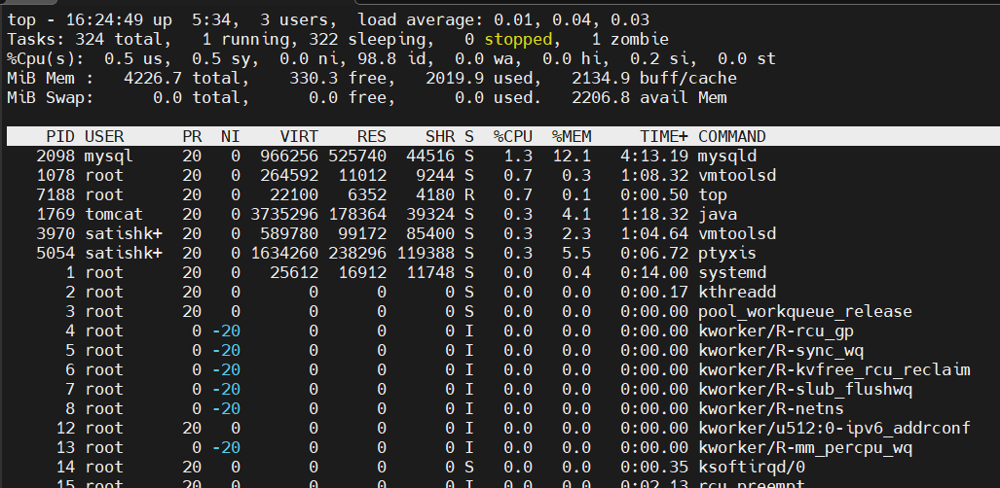 top - 16:24:49 up  5:34,  3 users,  load average: 0.01, 0.04, 0.03
Tasks: 324 total,   1 running, 322 sleeping,   0 stopped,   1 zombie
%Cpu(s):  0.5 us,  0.5 sy,  0.0 ni, 98.8 id,  0.0 wa,  0.0 hi,  0.2 si,  0.0 st
MiB Mem :   4226.7 total,    330.3 free,   2019.9 used,   2134.9 buff/cache
MiB Swap:      0.0 total,      0.0 free,      0.0 used.   2206.8 avail Mem
PID USER      PR  NI    VIRT    RES    SHR S  %CPU  %MEM     TIME+ COMMAND
2098 mysql     20   0  966256 525740  44516 S   1.3  12.1   4:13.19 mysqld
1078 root      20   0  264592  11012   9244 S   0.7   0.3   1:08.32 vmtoolsd
7188 root      20   0   22100   6352   4180 R   0.7   0.1   0:00.50 top
1769 tomcat    20   0 3735296 178364  39324 S   0.3   4.1   1:18.32 java
3970 satishk+  20   0  589780  99172  85400 S   0.3   2.3   1:04.64 vmtoolsd
5054 satishk+  20   0 1634260 238296 119388 S   0.3   5.5   0:06.72 ptyxis
1 root      20   0   25612  16912  11748 S   0.0   0.4   0:14.00 systemd
2 root      20   0       0      0      0 S   0.0   0.0   0:00.17 kthreadd
3 root      20   0       0      0      0 S   0.0   0.0   0:00.00 pool_workqueue_release
4 root       0 -20       0      0      0 I   0.0   0.0   0:00.00 kworker/R-rcu_gp
5 root       0 -20       0      0      0 I   0.0   0.0   0:00.00 kworker/R-sync_wq
6 root       0 -20       0      0      0 I   0.0   0.0   0:00.00 kworker/R-kvfree_rcu_reclaim
7 root       0 -20       0      0      0 I   0.0   0.0   0:00.00 kworker/R-slub_flushwq
8 root       0 -20       0      0      0 I   0.0   0.0   0:00.00 kworker/R-netns
12 root      20   0       0      0      0 I   0.0   0.0   0:00.00 kworker/u512:0-ipv6_addrconf
13 root       0 -20       0      0      0 I   0.0   0.0   0:00.00 kworker/R-mm_percpu_wq
14 root      20   0       0      0      0 S   0.0   0.0   0:00.35 ksoftirqd/0
15 root      20   0       0      0      0 I   0.0   0.0   0:02.13 rcu_preempt